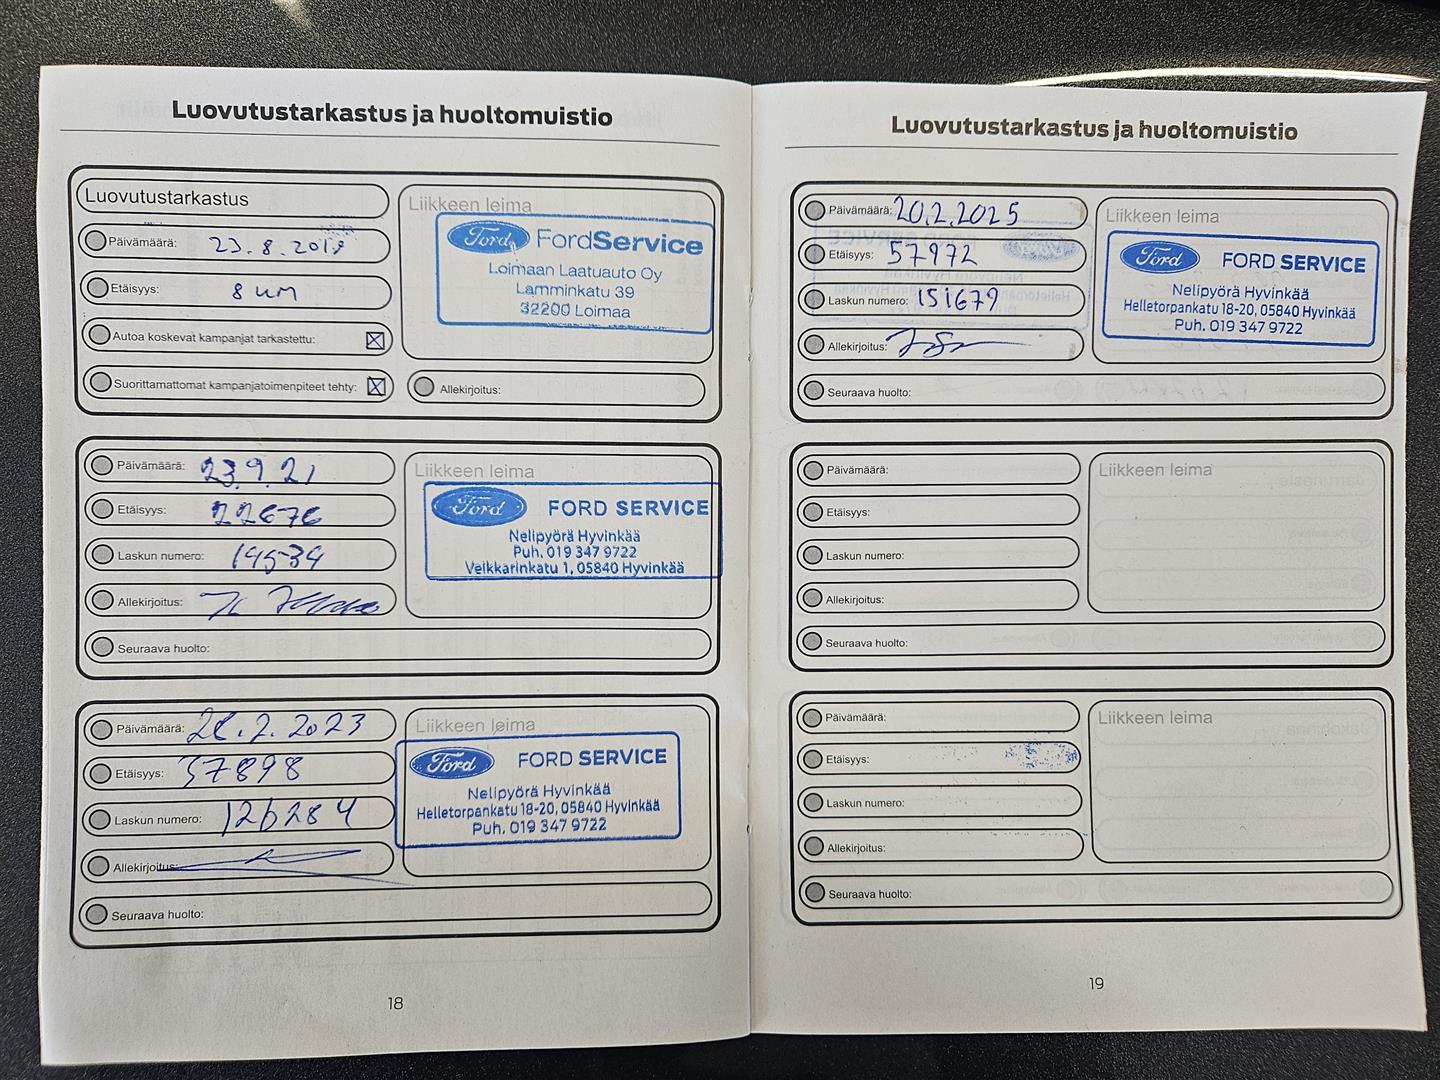 Luovutustarkastus ja huoltomuistio
Luovutustarkastus
Päivämäärä: 23.8.2019
Etäisyys: 8 KM
Autoa koskevat kampanjat tarkastettu: X
Suorittamattomat kampanjatoimenpiteet tehty: X
Liikkeen leima
Ford FordService
Loimaan Laatuauto Oy
Lamminkatu 39
32200 Loimaa
Allekirjoitus:
Päivämäärä: 23.9.21
Etäisyys: 22676
Laskun numero: 19534
Allekirjoitus:
Seuraava huolto:
Liikkeen leima
Ford FORD SERVICE
Nelipyörä Hyvinkää
Puh. 019 347 9722
Veikkarinkatu 1, 05840 Hyvinkää
Päivämäärä: 2.2023
Etäisyys: 37898
Laskun numero: 126284
Allekirjoitus:
Seuraava huolto:
Liikkeen leima
Ford FORD SERVICE
Nelipyörä Hyvinkää
Helletorpankatu 18-20, 05840 Hyvinkää
Puh. 019 347 9722
18
Luovutustarkastus ja huoltomuistio
Päivämäärä: 20.2.2025
Etäisyys: 57972
Laskun numero: 151679
Allekirjoitus:
Seuraava huolto:
Liikkeen leima
Ford FORD SERVICE
Nelipyörä Hyvinkää
Helletorpankatu 18-20, 05840 Hyvinkää
Puh. 019 347 9722
Päivämäärä:
Etäisyys:
Laskun numero:
Allekirjoitus:
Seuraava huolto:
Liikkeen leima
Päivämäärä:
Etäisyys:
Laskun numero:
Allekirjoitus:
Seuraava huolto:
Liikkeen leima
19